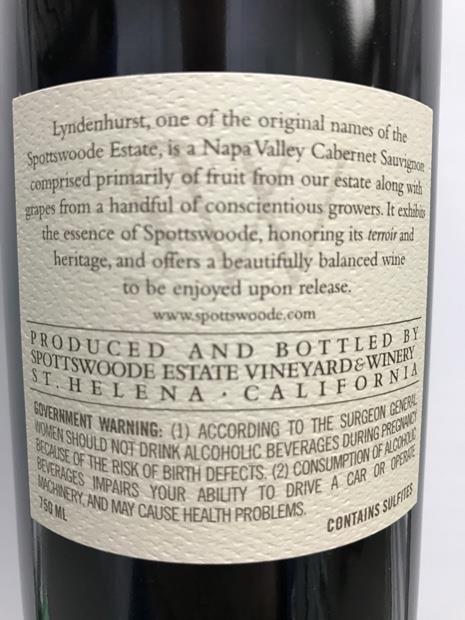 Lyndenhurst, one of the original names of the
Spottswoode Estate, is a Napa Valley Cabernet Sauvignon
comprised primarily of fruit from our estate along with
grapes from a handful of conscientious growers. It exhibits
the essence of Spottswoode, honoring its terroir and
heritage, and offers a beautifully balanced wine
to be enjoyed upon release.
www.spottswoode.com
PRODUCED AND BOTTLED BY
SPOTTSWOODE ESTATE VINEYARD & WINERY
ST. HELENA · CALIFORNIA
GOVERNMENT WARNING: (1) ACCORDING TO THE SURGEON GENERAL,
WOMEN SHOULD NOT DRINK ALCOHOLIC BEVERAGES DURING PREGNANCY
BECAUSE OF THE RISK OF BIRTH DEFECTS. (2) CONSUMPTION OF ALCOHOLIC
BEVERAGES IMPAIRS YOUR ABILITY TO DRIVE A CAR OR OPERATE
MACHINERY, AND MAY CAUSE HEALTH PROBLEMS.
750 ML
CONTAINS SULFITES